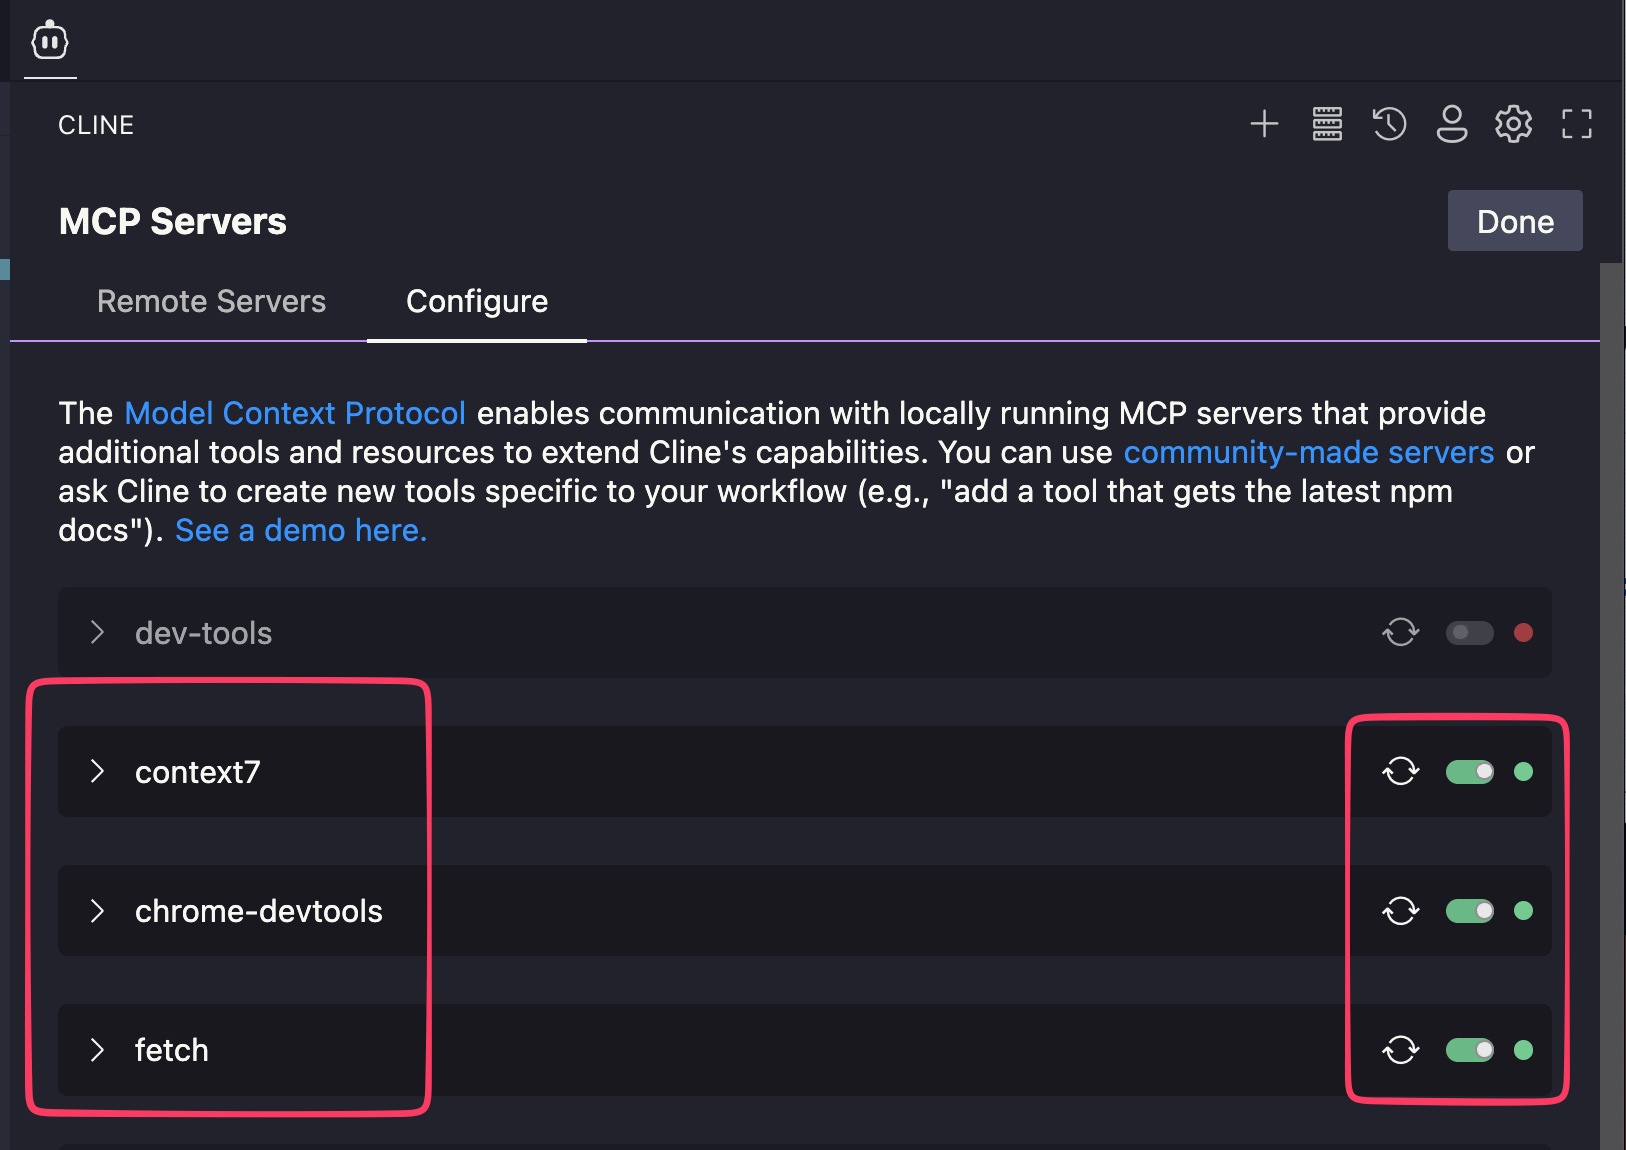 CLINE
MCP Servers
Done
Remote Servers
Configure
The Model Context Protocol enables communication with locally running MCP servers that provide
additional tools and resources to extend Cline's capabilities. You can use community-made servers or
ask Cline to create new tools specific to your workflow (e.g., "add a tool that gets the latest npm
docs"). See a demo here.
dev-tools
context7
chrome-devtools
fetch